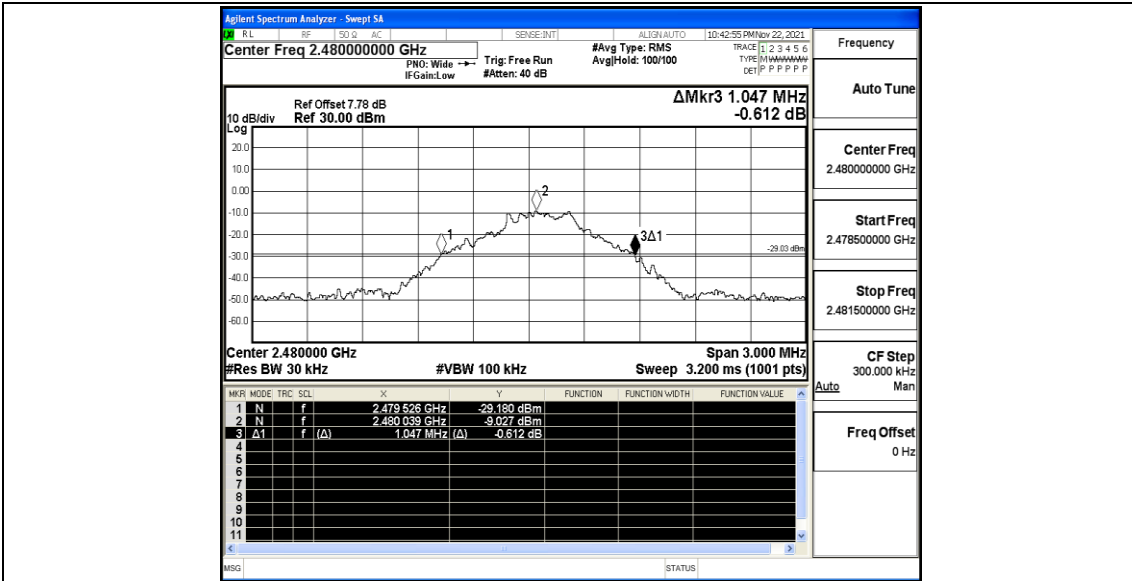 Agilent Spectrum Analyzer - Swept SA
RL RF 50 Ω AC SENSE:INT ALIGN AUTO 10:42:55 PM Nov 22, 2021
Center Freq 2.480000000 GHz
PNO: Wide
IFGain:Low
Trig: Free Run
#Atten: 40 dB
#Avg Type: RMS
Avg|Hold: 100/100
TRACE 1 2 3 4 5 6
TYPE M
DET P P P P P P
ΔMkr3 1.047 MHz
-0.612 dB
Ref Offset 7.78 dB
10 dB/div Ref 30.00 dBm
Log
20.0
10.0
0.00
-10.0
-20.0
-30.0
-40.0
-50.0
-60.0
2
1
3Δ1
-29.03 dBm
Center 2.480000 GHz Span 3.000 MHz
#Res BW 30 kHz #VBW 100 kHz Sweep 3.200 ms (1001 pts)
MKR MODE TRC SCL X Y FUNCTION FUNCTION WIDTH FUNCTION VALUE
1 N f 2.479 526 GHz -29.180 dBm
2 N f 2.480 039 GHz -9.027 dBm
3 Δ1 f (Δ) 1.047 MHz (Δ) -0.612 dB
4
5
6
7
8
9
10
11
MSG STATUS
Frequency
Auto Tune
Center Freq
2.480000000 GHz
Start Freq
2.478500000 GHz
Stop Freq
2.481500000 GHz
CF Step
300.000 kHz
Auto Man
Freq Offset
0 Hz